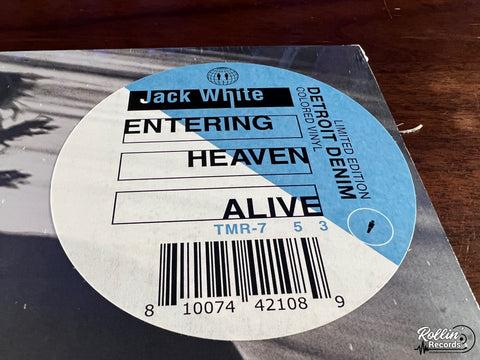 Jack White
ENTERING
HEAVEN
ALIVE
TMR-7 5 3
8 10074 42108 9
LIMITED EDITION
DETROIT DENIM
COLORED VINYL
Rollin
Records